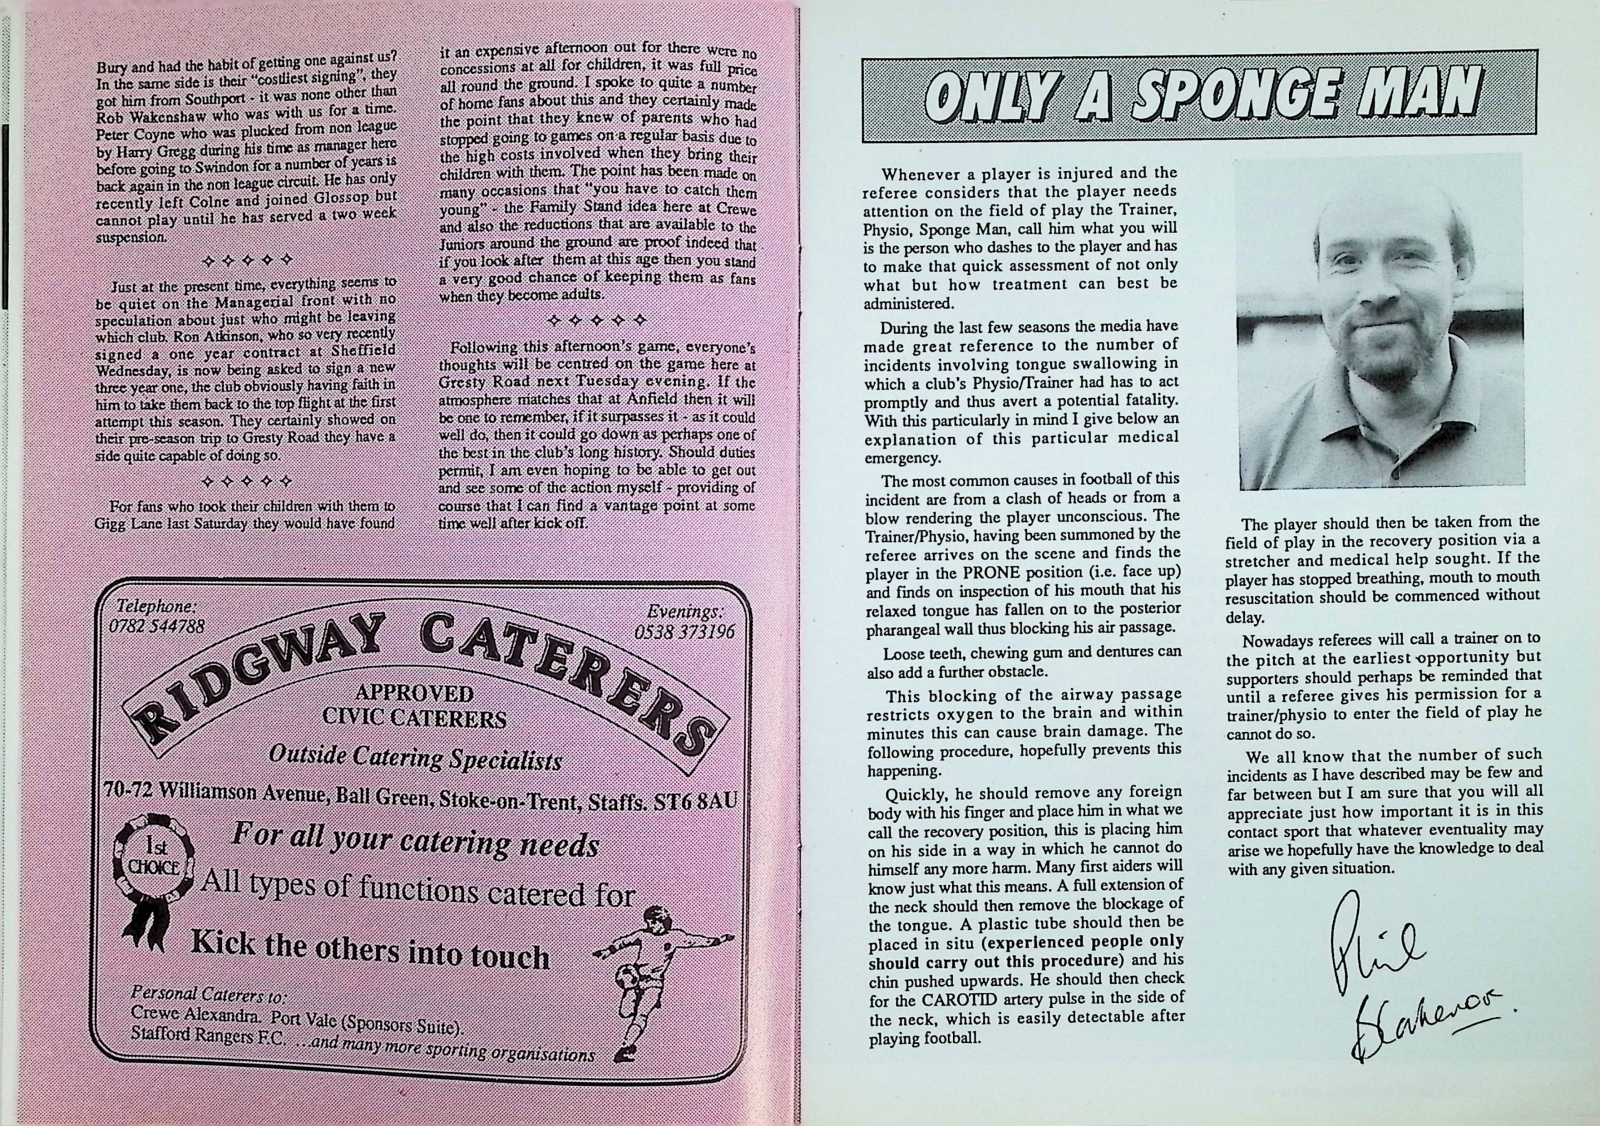 Bury and had the habit of getting one against us?
In the same side is their "costliest signing", they
got him from Southport - it was none other than
Rob Wakenshaw who was with us for a time.
Peter Coyne who was plucked from non league
by Harry Gregg during his time as manager here
before going to Swindon for a number of years is
back again in the non league circuit. He has only
recently left Colne and joined Glossop but
cannot play until he has served a two week
suspension.
Just at the present time, everything seems to
be quiet on the Managerial front with no
speculation about just who might be leaving
which club. Ron Atkinson, who so very recently
signed a one year contract at Sheffield
Wednesday, is now being asked to sign a new
three year one, the club obviously having faith in
him to take them back to the top flight at the first
attempt this season. They certainly showed on
their pre-season trip to Gresty Road they have a
side quite capable of doing so.
For fans who took their children with them to
Gigg Lane last Saturday they would have found
it an expensive afternoon out for there were no
concessions at all for children, it was full price
all round the ground. I spoke to quite a number
of home fans about this and they certainly made
the point that they knew of parents who had
stopped going to games on a regular basis due to
the high costs involved when they bring their
children with them. The point has been made on
many occasions that "you have to catch them
young" - the Family Stand idea here at Crewe
and also the reductions that are available to the
Juniors around the ground are proof indeed that
if you look after them at this age then you stand
a very good chance of keeping them as fans
when they become adults.
Following this afternoon's game, everyone's
thoughts will be centred on the game here at
Gresty Road next Tuesday evening. If the
atmosphere matches that at Anfield then it will
be one to remember, if it surpasses it - as it could
well do, then it could go down as perhaps one of
the best in the club's long history. Should duties
permit, I am even hoping to be able to get out
and see some of the action myself - providing of
course that I can find a vantage point at some
time well after kick off.
Telephone:
0782 544788
Evenings:
0538 373196
RIDGWAY CATERERS
APPROVED
CIVIC CATERERS
Outside Catering Specialists
70-72 Williamson Avenue, Ball Green, Stoke-on-Trent, Staffs. ST6 8AU
1st
CHOICE
For all your catering needs
All types of functions catered for
Kick the others into touch
Personal Caterers to:
Crewe Alexandra. Port Vale (Sponsors Suite).
Stafford Rangers F.C. ...and many more sporting organisations
ONLY A SPONGE MAN
Whenever a player is injured and the
referee considers that the player needs
attention on the field of play the Trainer,
Physio, Sponge Man, call him what you will
is the person who dashes to the player and has
to make that quick assessment of not only
what but how treatment can best be
administered.
During the last few seasons the media have
made great reference to the number of
incidents involving tongue swallowing in
which a club's Physio/Trainer had has to act
promptly and thus avert a potential fatality.
With this particularly in mind I give below an
explanation of this particular medical
emergency.
The most common causes in football of this
incident are from a clash of heads or from a
blow rendering the player unconscious. The
Trainer/Physio, having been summoned by the
referee arrives on the scene and finds the
player in the PRONE position (i.e. face up)
and finds on inspection of his mouth that his
relaxed tongue has fallen on to the posterior
pharangeal wall thus blocking his air passage.
Loose teeth, chewing gum and dentures can
also add a further obstacle.
This blocking of the airway passage
restricts oxygen to the brain and within
minutes this can cause brain damage. The
following procedure, hopefully prevents this
happening.
Quickly, he should remove any foreign
body with his finger and place him in what we
call the recovery position, this is placing him
on his side in a way in which he cannot do
himself any more harm. Many first aiders will
know just what this means. A full extension of
the neck should then remove the blockage of
the tongue. A plastic tube should then be
placed in situ (experienced people only
should carry out this procedure) and his
chin pushed upwards. He should then check
for the CAROTID artery pulse in the side of
the neck, which is easily detectable after
playing football.
The player should then be taken from the
field of play in the recovery position via a
stretcher and medical help sought. If the
player has stopped breathing, mouth to mouth
resuscitation should be commenced without
delay.
Nowadays referees will call a trainer on to
the pitch at the earliest opportunity but
supporters should perhaps be reminded that
until a referee gives his permission for a
trainer/physio to enter the field of play he
cannot do so.
We all know that the number of such
incidents as I have described may be few and
far between but I am sure that you will all
appreciate just how important it is in this
contact sport that whatever eventuality may
arise we hopefully have the knowledge to deal
with any given situation.
Phil